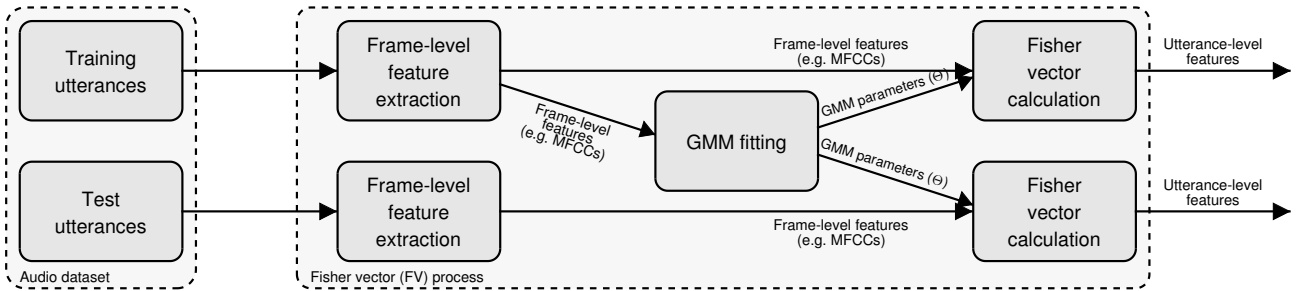 Training
utterances
Frame-level
feature
extraction
Frame-level features
(e.g. MFCCs)
Fisher
vector
calculation
Utterance-level
features
Frame-level
features
(e.g. MFCCs)
GMM fitting
GMM parameters (Θ)
GMM parameters (Θ)
Test
utterances
Frame-level
feature
extraction
Frame-level features
(e.g. MFCCs)
Fisher
vector
calculation
Utterance-level
features
Audio dataset
Fisher vector (FV) process